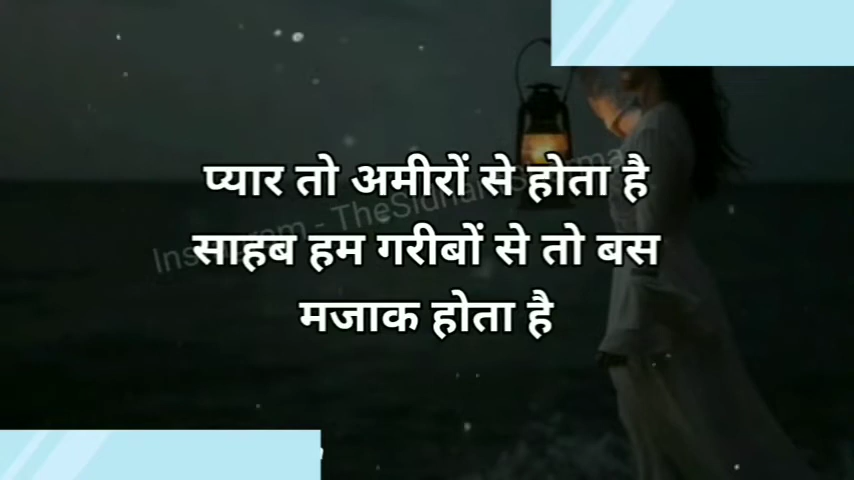 प्यार तो अमीरों से होता है
साहब हम गरीबों से तो बस
मजाक होता है